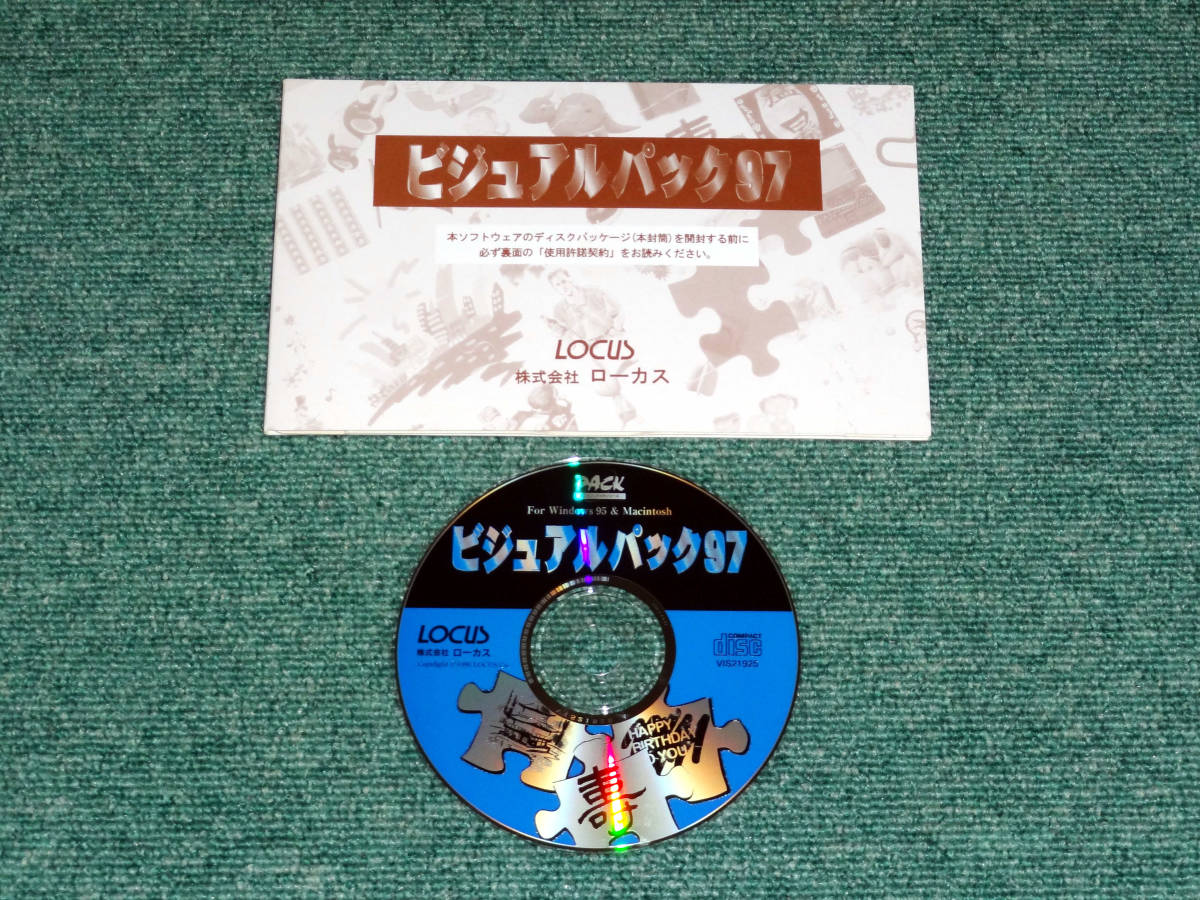 ビジュアルパック97
本ソフトウェアのディスクパッケージ(本封筒)を開封する前に
必ず裏面の「使用許諾契約」をお読みください。
LOCUS
株式会社 ローカス
PACK
For Windows 95 & Macintosh
ビジュアルパック97
LOCUS
株式会社 ローカス
COMPACT
disc
VIS21925
HAPPY
BIRTHDAY
YOU
寿